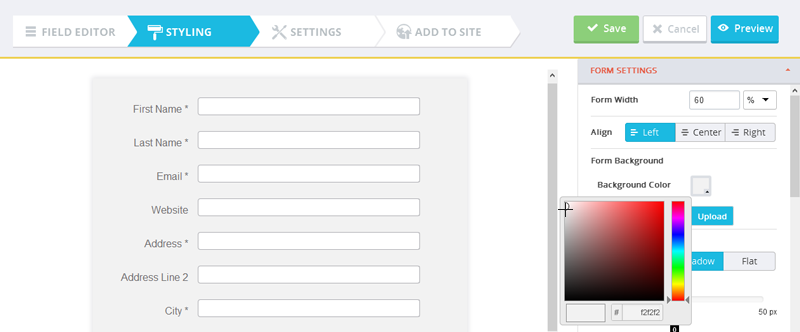 FIELD EDITOR STYLING SETTINGS ADD TO SITE Save Cancel Preview
FORM SETTINGS
Form Width 60 %
Align Left Center Right
Form Background
Background Color
Upload
adow Flat
50 px
# f2f2f2
0
First Name *
Last Name *
Email *
Website
Address *
Address Line 2
City *